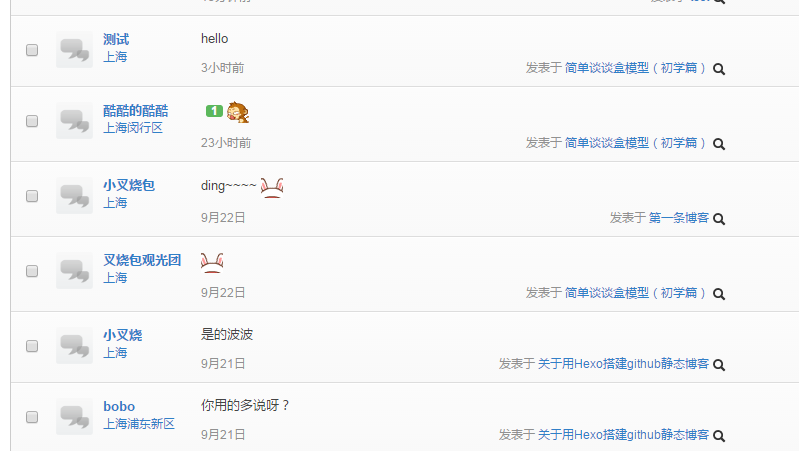 测试
上海
hello
3小时前
发表于 简单谈谈盒模型（初学篇）
酷酷的酷酷
上海闵行区
1
23小时前
发表于 简单谈谈盒模型（初学篇）
小叉烧包
上海
ding~~~~
9月22日
发表于 第一条博客
叉烧包观光团
上海
9月22日
发表于 简单谈谈盒模型（初学篇）
小叉烧
上海
是的波波
9月21日
发表于 关于用Hexo搭建github静态博客
bobo
上海浦东新区
你用的多说呀？
9月21日
发表于 关于用Hexo搭建github静态博客